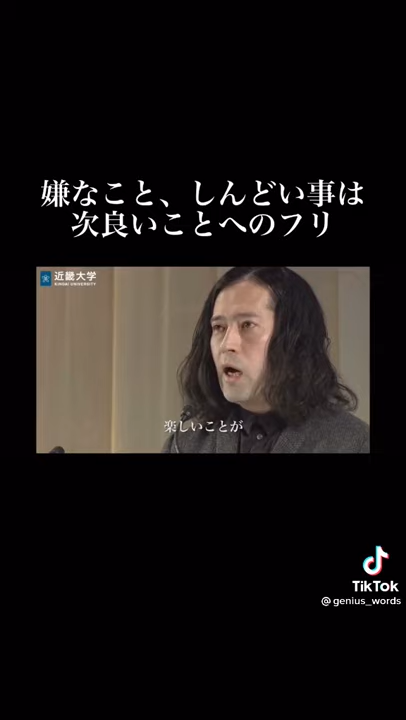 嫌なこと、しんどい事は
次良いことへのフリ
近畿大学
KINDAI UNIVERSITY
楽しいことが
TikTok
@genius_words